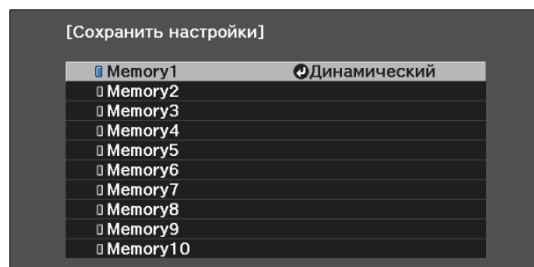 [Сохранить настройки]
Memory1 Динамический
Memory2
Memory3
Memory4
Memory5
Memory6
Memory7
Memory8
Memory9
Memory10